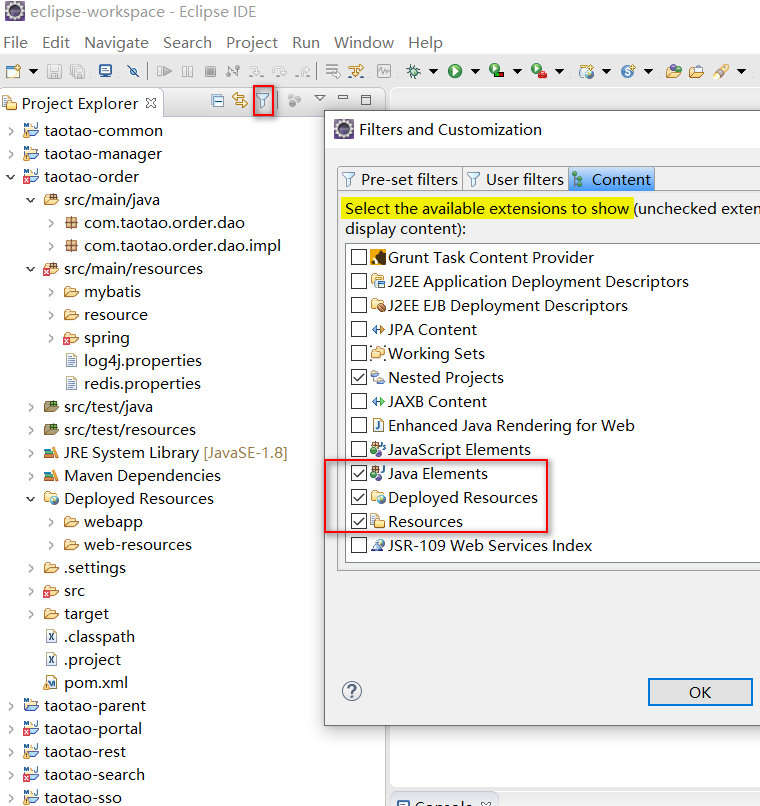 eclipse-workspace - Eclipse IDE
File Edit Navigate Search Project Run Window Help
Project Explorer
taotao-common
taotao-manager
taotao-order
src/main/java
com.taotao.order.dao
com.taotao.order.dao.impl
src/main/resources
mybatis
resource
spring
log4j.properties
redis.properties
src/test/java
src/test/resources
JRE System Library [JavaSE-1.8]
Maven Dependencies
Deployed Resources
webapp
web-resources
.settings
src
target
.classpath
.project
pom.xml
taotao-parent
taotao-portal
taotao-rest
taotao-search
taotao-sso
Filters and Customization
Pre-set filters User filters Content
Select the available extensions to show (unchecked exten
display content):
Grunt Task Content Provider
J2EE Application Deployment Descriptors
J2EE EJB Deployment Descriptors
JPA Content
Working Sets
Nested Projects
JAXB Content
Enhanced Java Rendering for Web
JavaScript Elements
Java Elements
Deployed Resources
Resources
JSR-109 Web Services Index
OK
Console